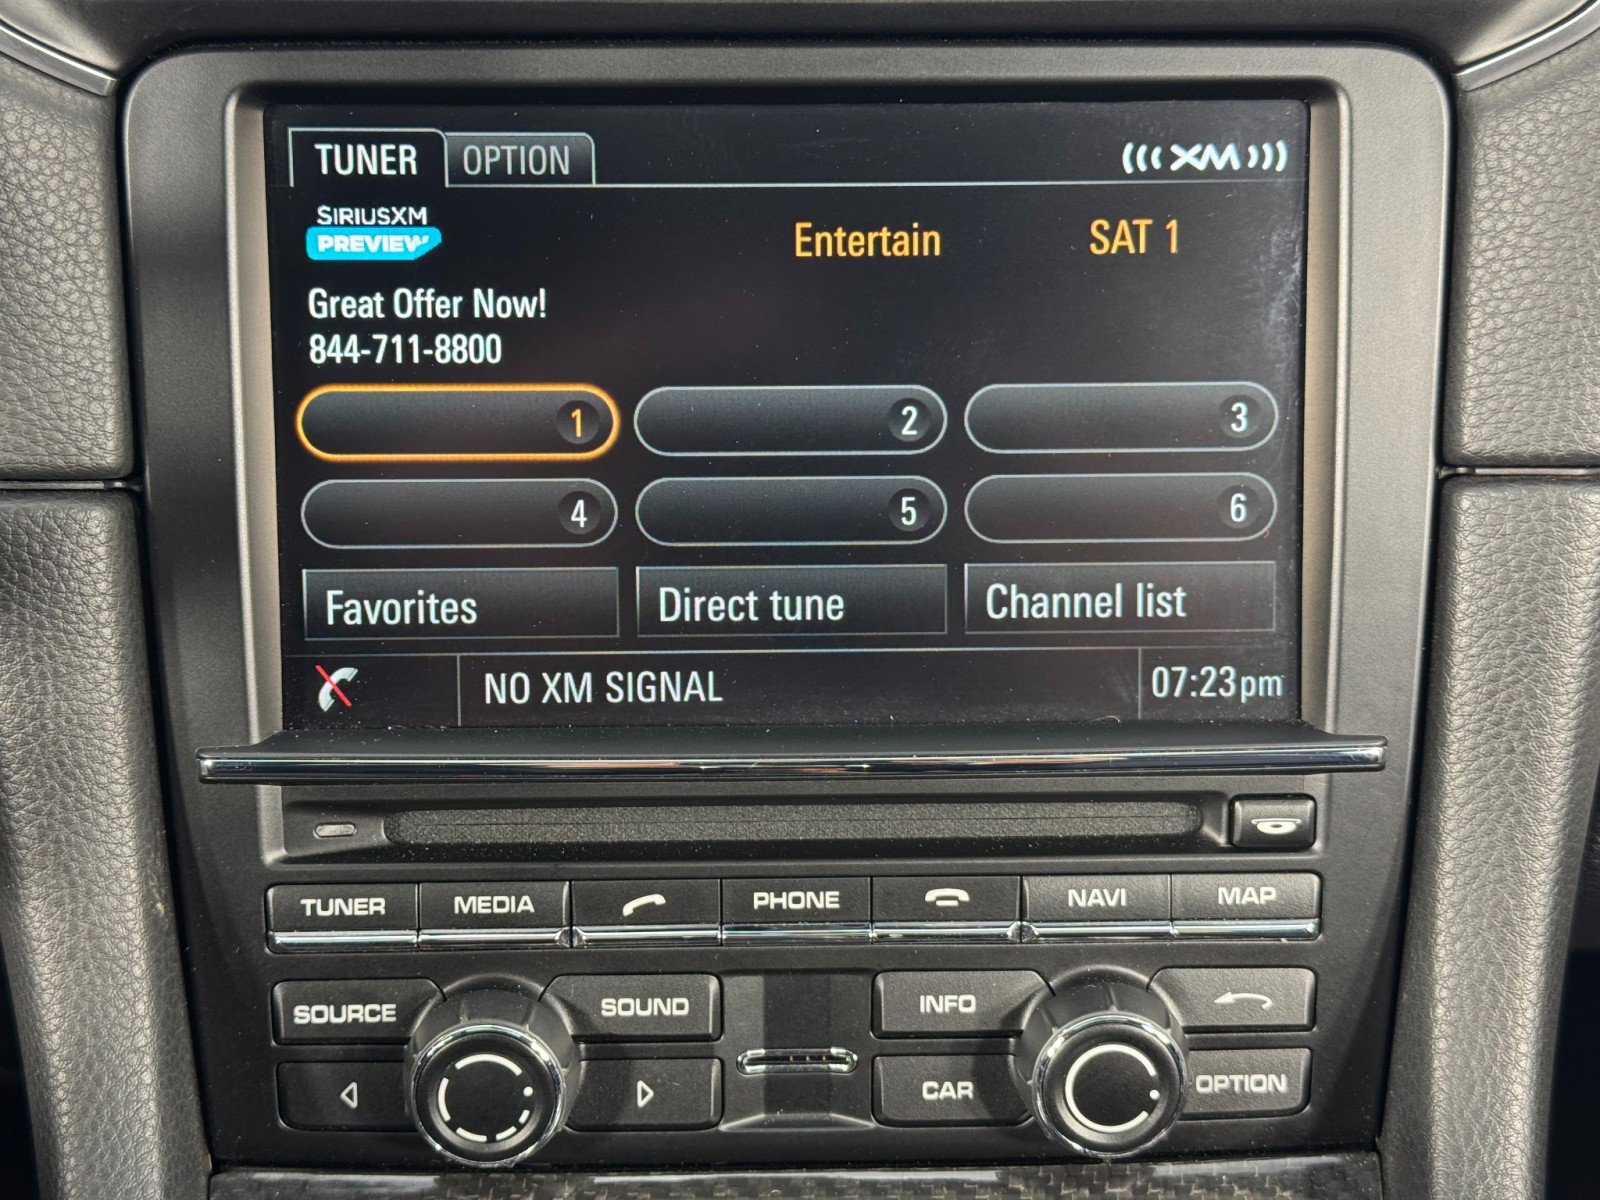 TUNER OPTION XM
SIRIUSXM
PREVIEW
Entertain SAT 1
Great Offer Now!
844-711-8800
1 2 3
4 5 6
Favorites Direct tune Channel list
NO XM SIGNAL 07:23pm
TUNER MEDIA PHONE NAVI MAP
SOURCE SOUND INFO
CAR OPTION